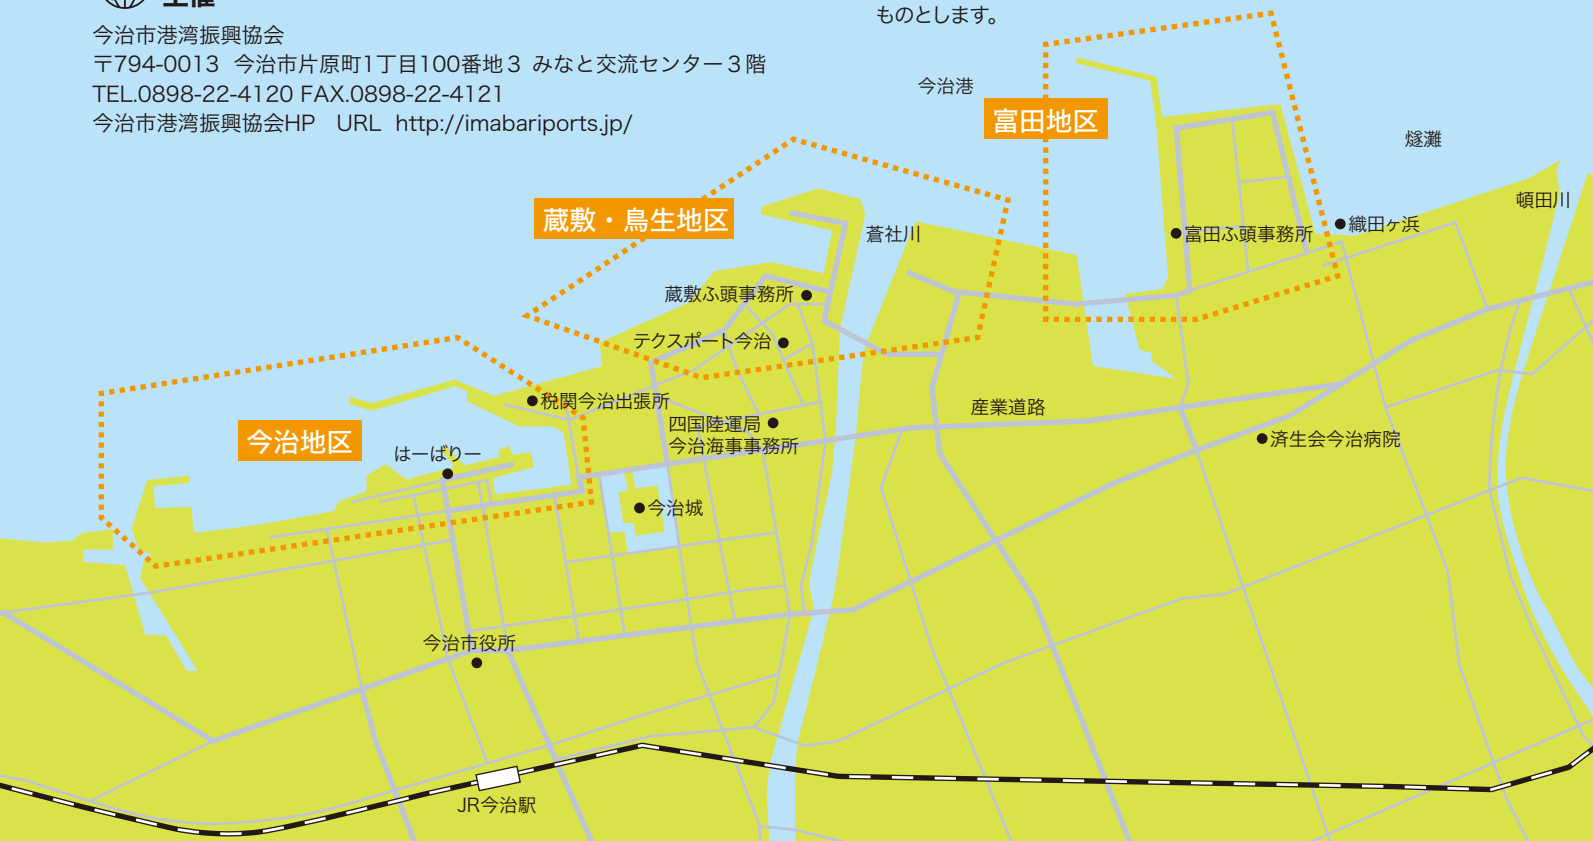 主催
今治市港湾振興協会
〒794-0013 今治市片原町1丁目100番地3 みなと交流センター3階
TEL.0898-22-4120 FAX.0898-22-4121
今治市港湾振興協会HP URL http://imabariports.jp/
ものとします。
今治港
富田地区
燧灘
頓田川
織田ヶ浜
富田ふ頭事務所
蔵敷・鳥生地区
蒼社川
蔵敷ふ頭事務所
テクスポート今治
税関今治出張所
産業道路
四国陸運局
今治海事事務所
済生会今治病院
今治地区
はーばりー
今治城
今治市役所
JR今治駅